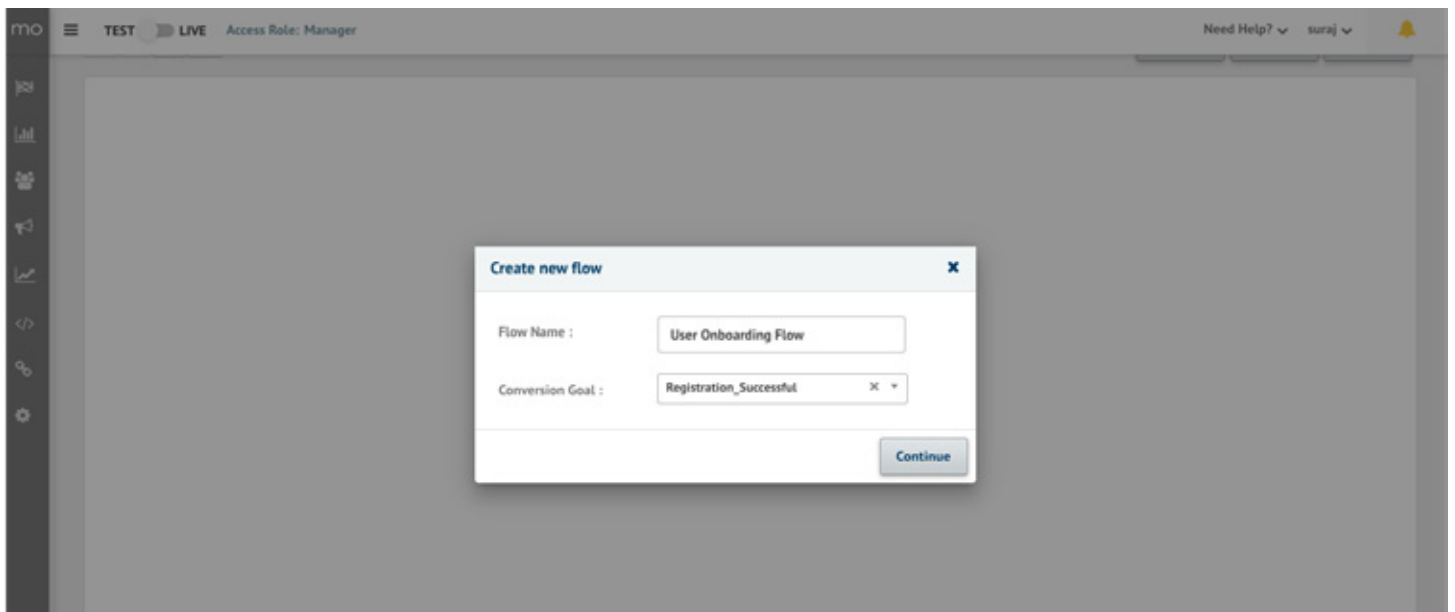 mo TEST LIVE Access Role: Manager Need Help? suraj
Create new flow
Flow Name : User Onboarding Flow
Conversion Goal : Registration_Successful
Continue